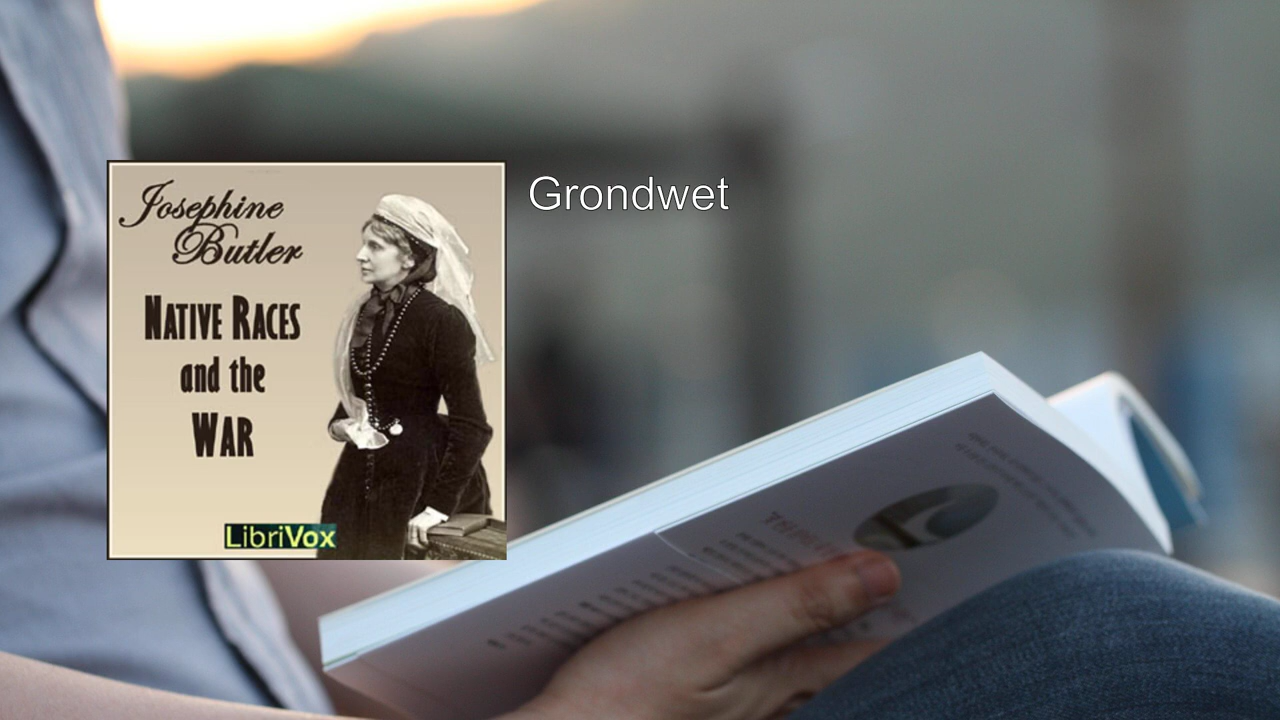 Josephine
Butler
NATIVE RACES
and the
WAR
LibriVox
Grondwet